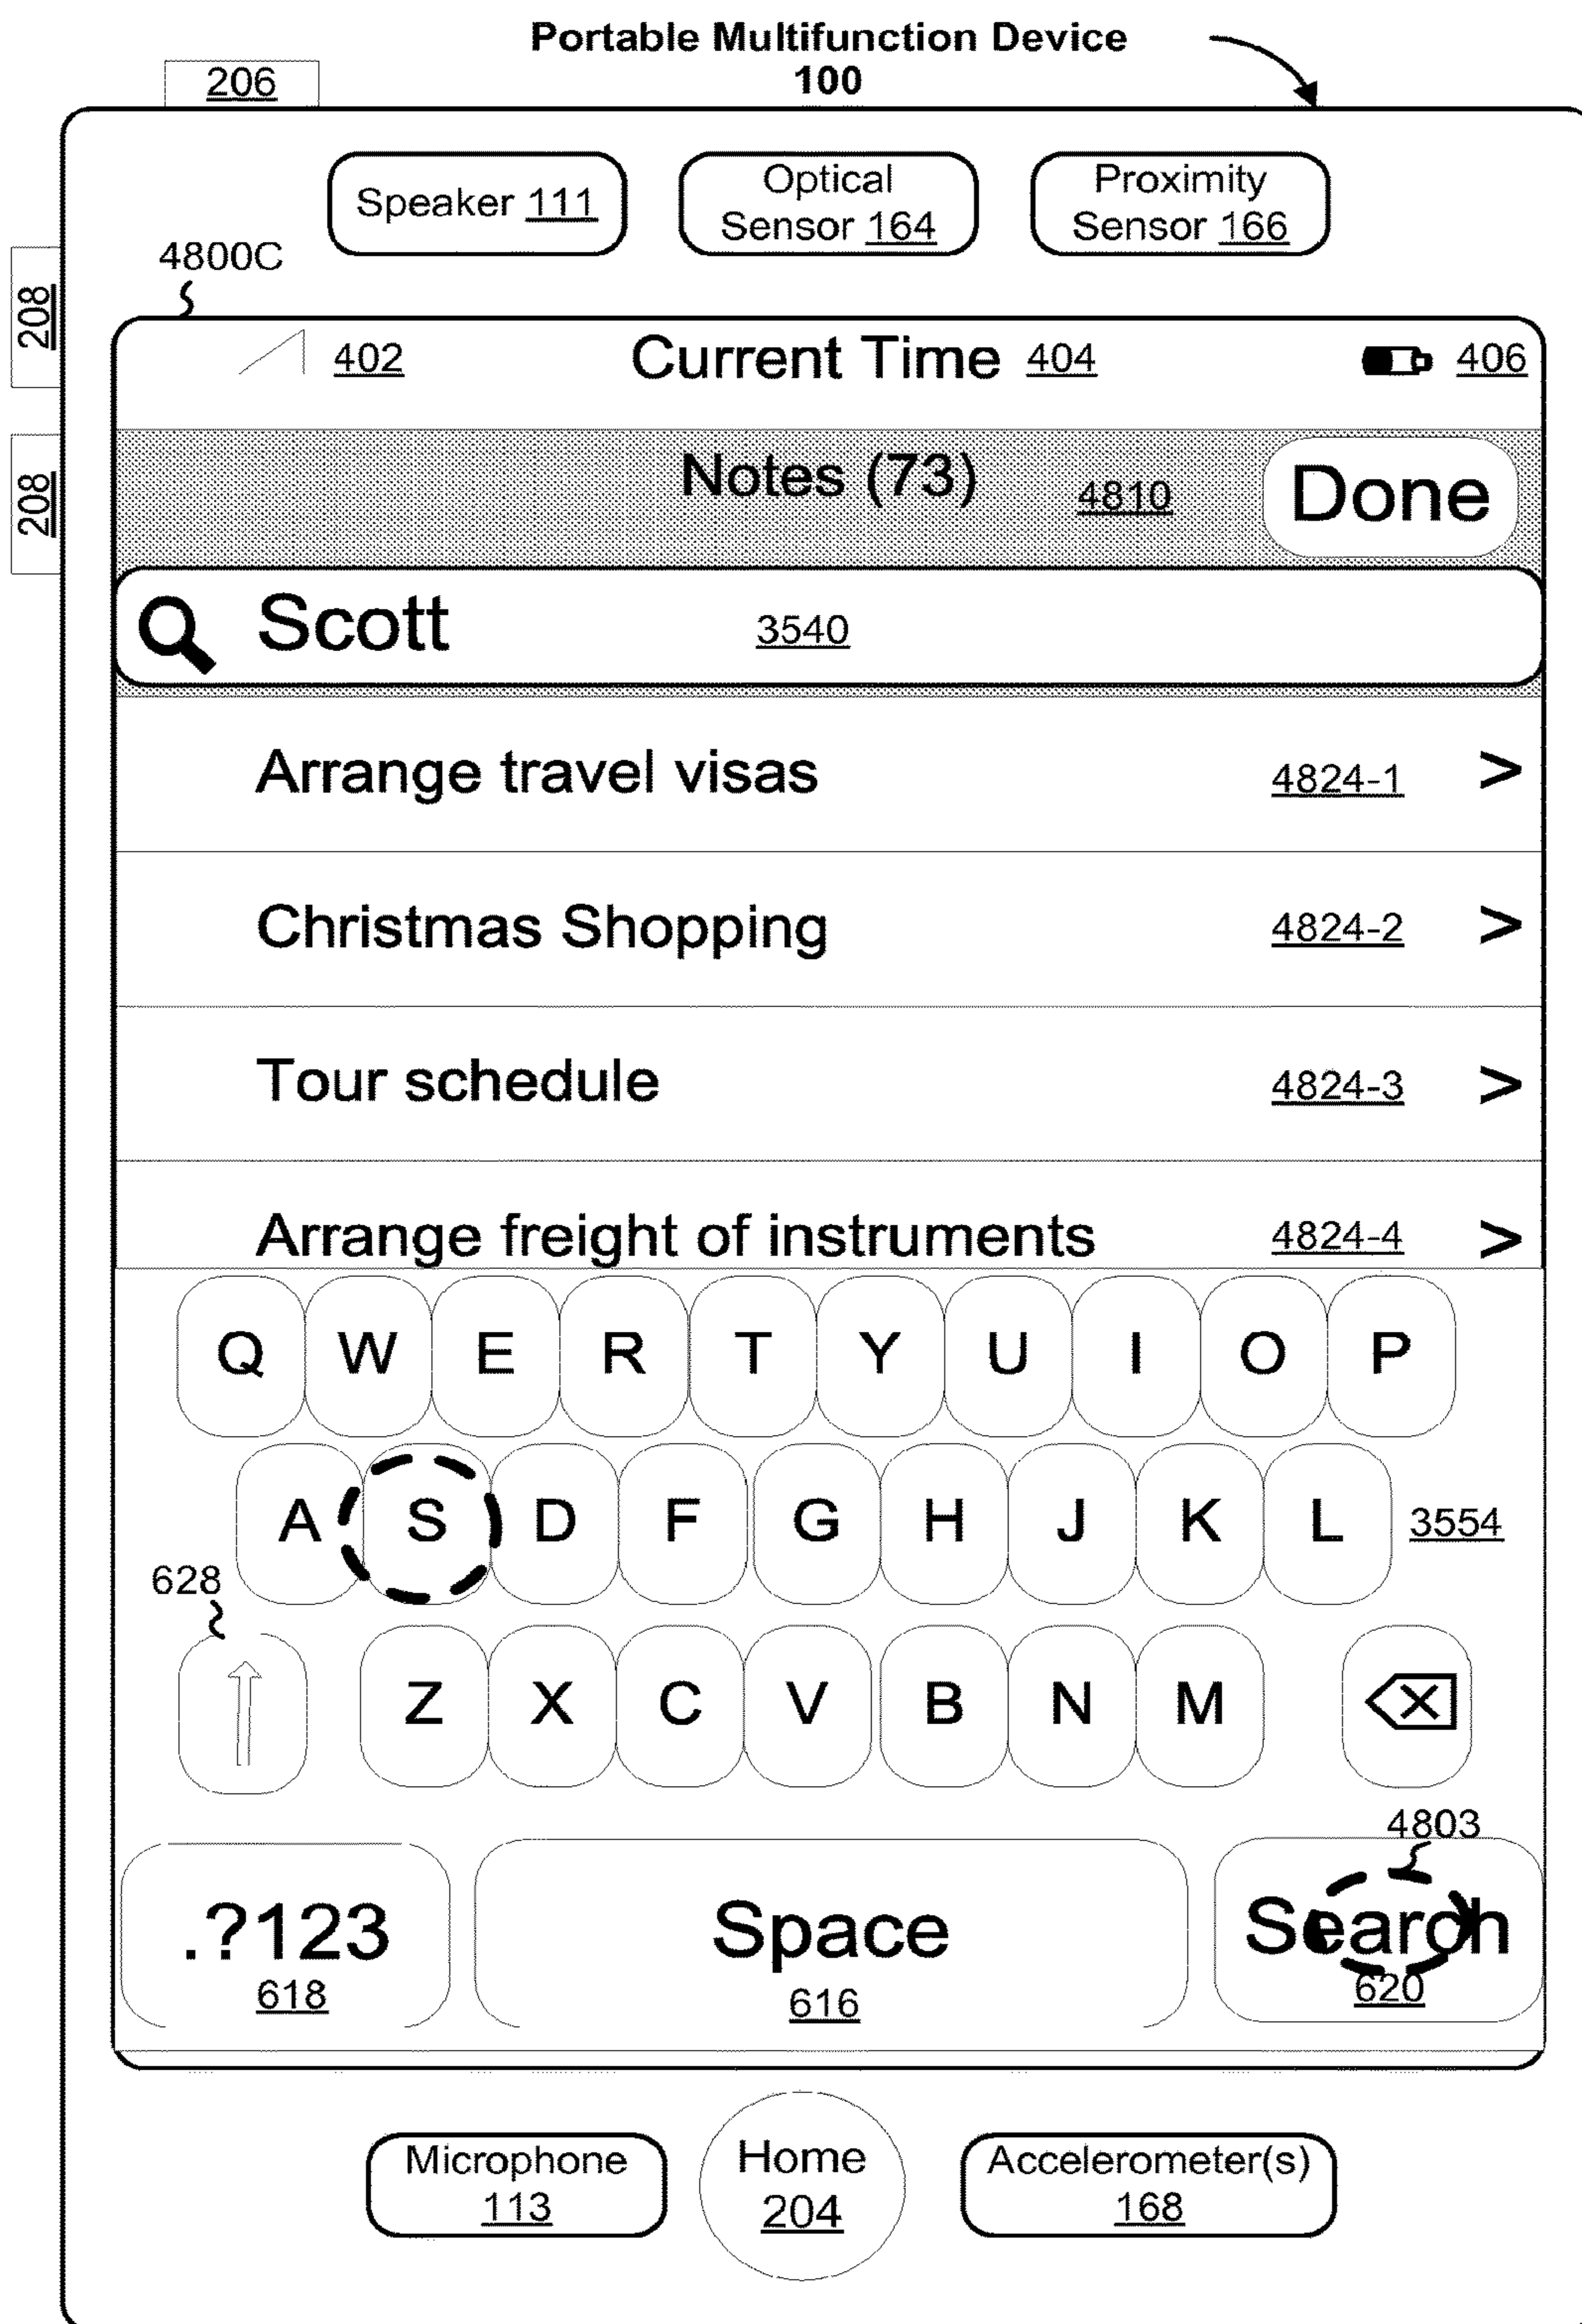 Portable Multifunction Device
100
206
Speaker 111
Optical
Sensor 164
Proximity
Sensor 166
4800C
208
402
Current Time 404
406
208
Notes (73)
4810
Done
Scott
3540
Arrange travel visas
4824-1 >
Christmas Shopping
4824-2 >
Tour schedule
4824-3 >
Arrange freight of instruments
4824-4 >
Q W E R T Y U I O P
A S D F G H J K L
3554
628
Z X C V B N M
4803
.?123
618
Space
616
Search
620
Microphone
113
Home
204
Accelerometer(s)
168